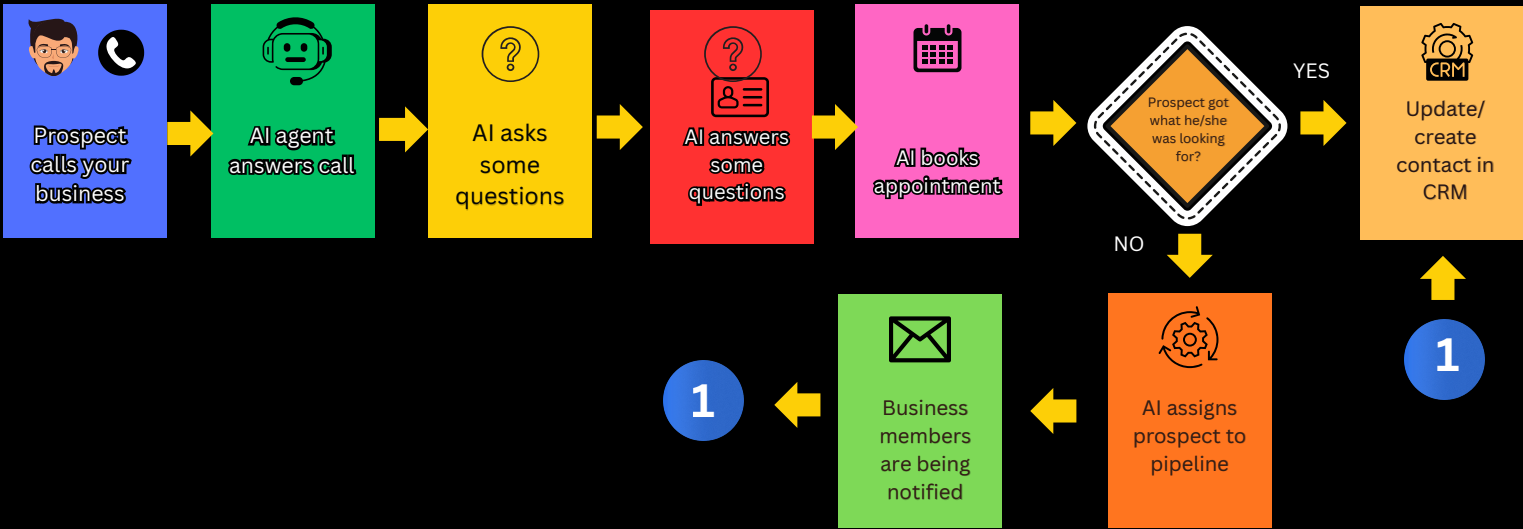 Prospect
calls your
business
AI agent
answers call
?
AI asks
some
questions
?
AI answers
some
questions
AI books
appointment
Prospect got
what he/she
was looking
for?
YES
CRM
Update/
create
contact in
CRM
NO
1
Business
members
are being
notified
AI assigns
prospect to
pipeline
1